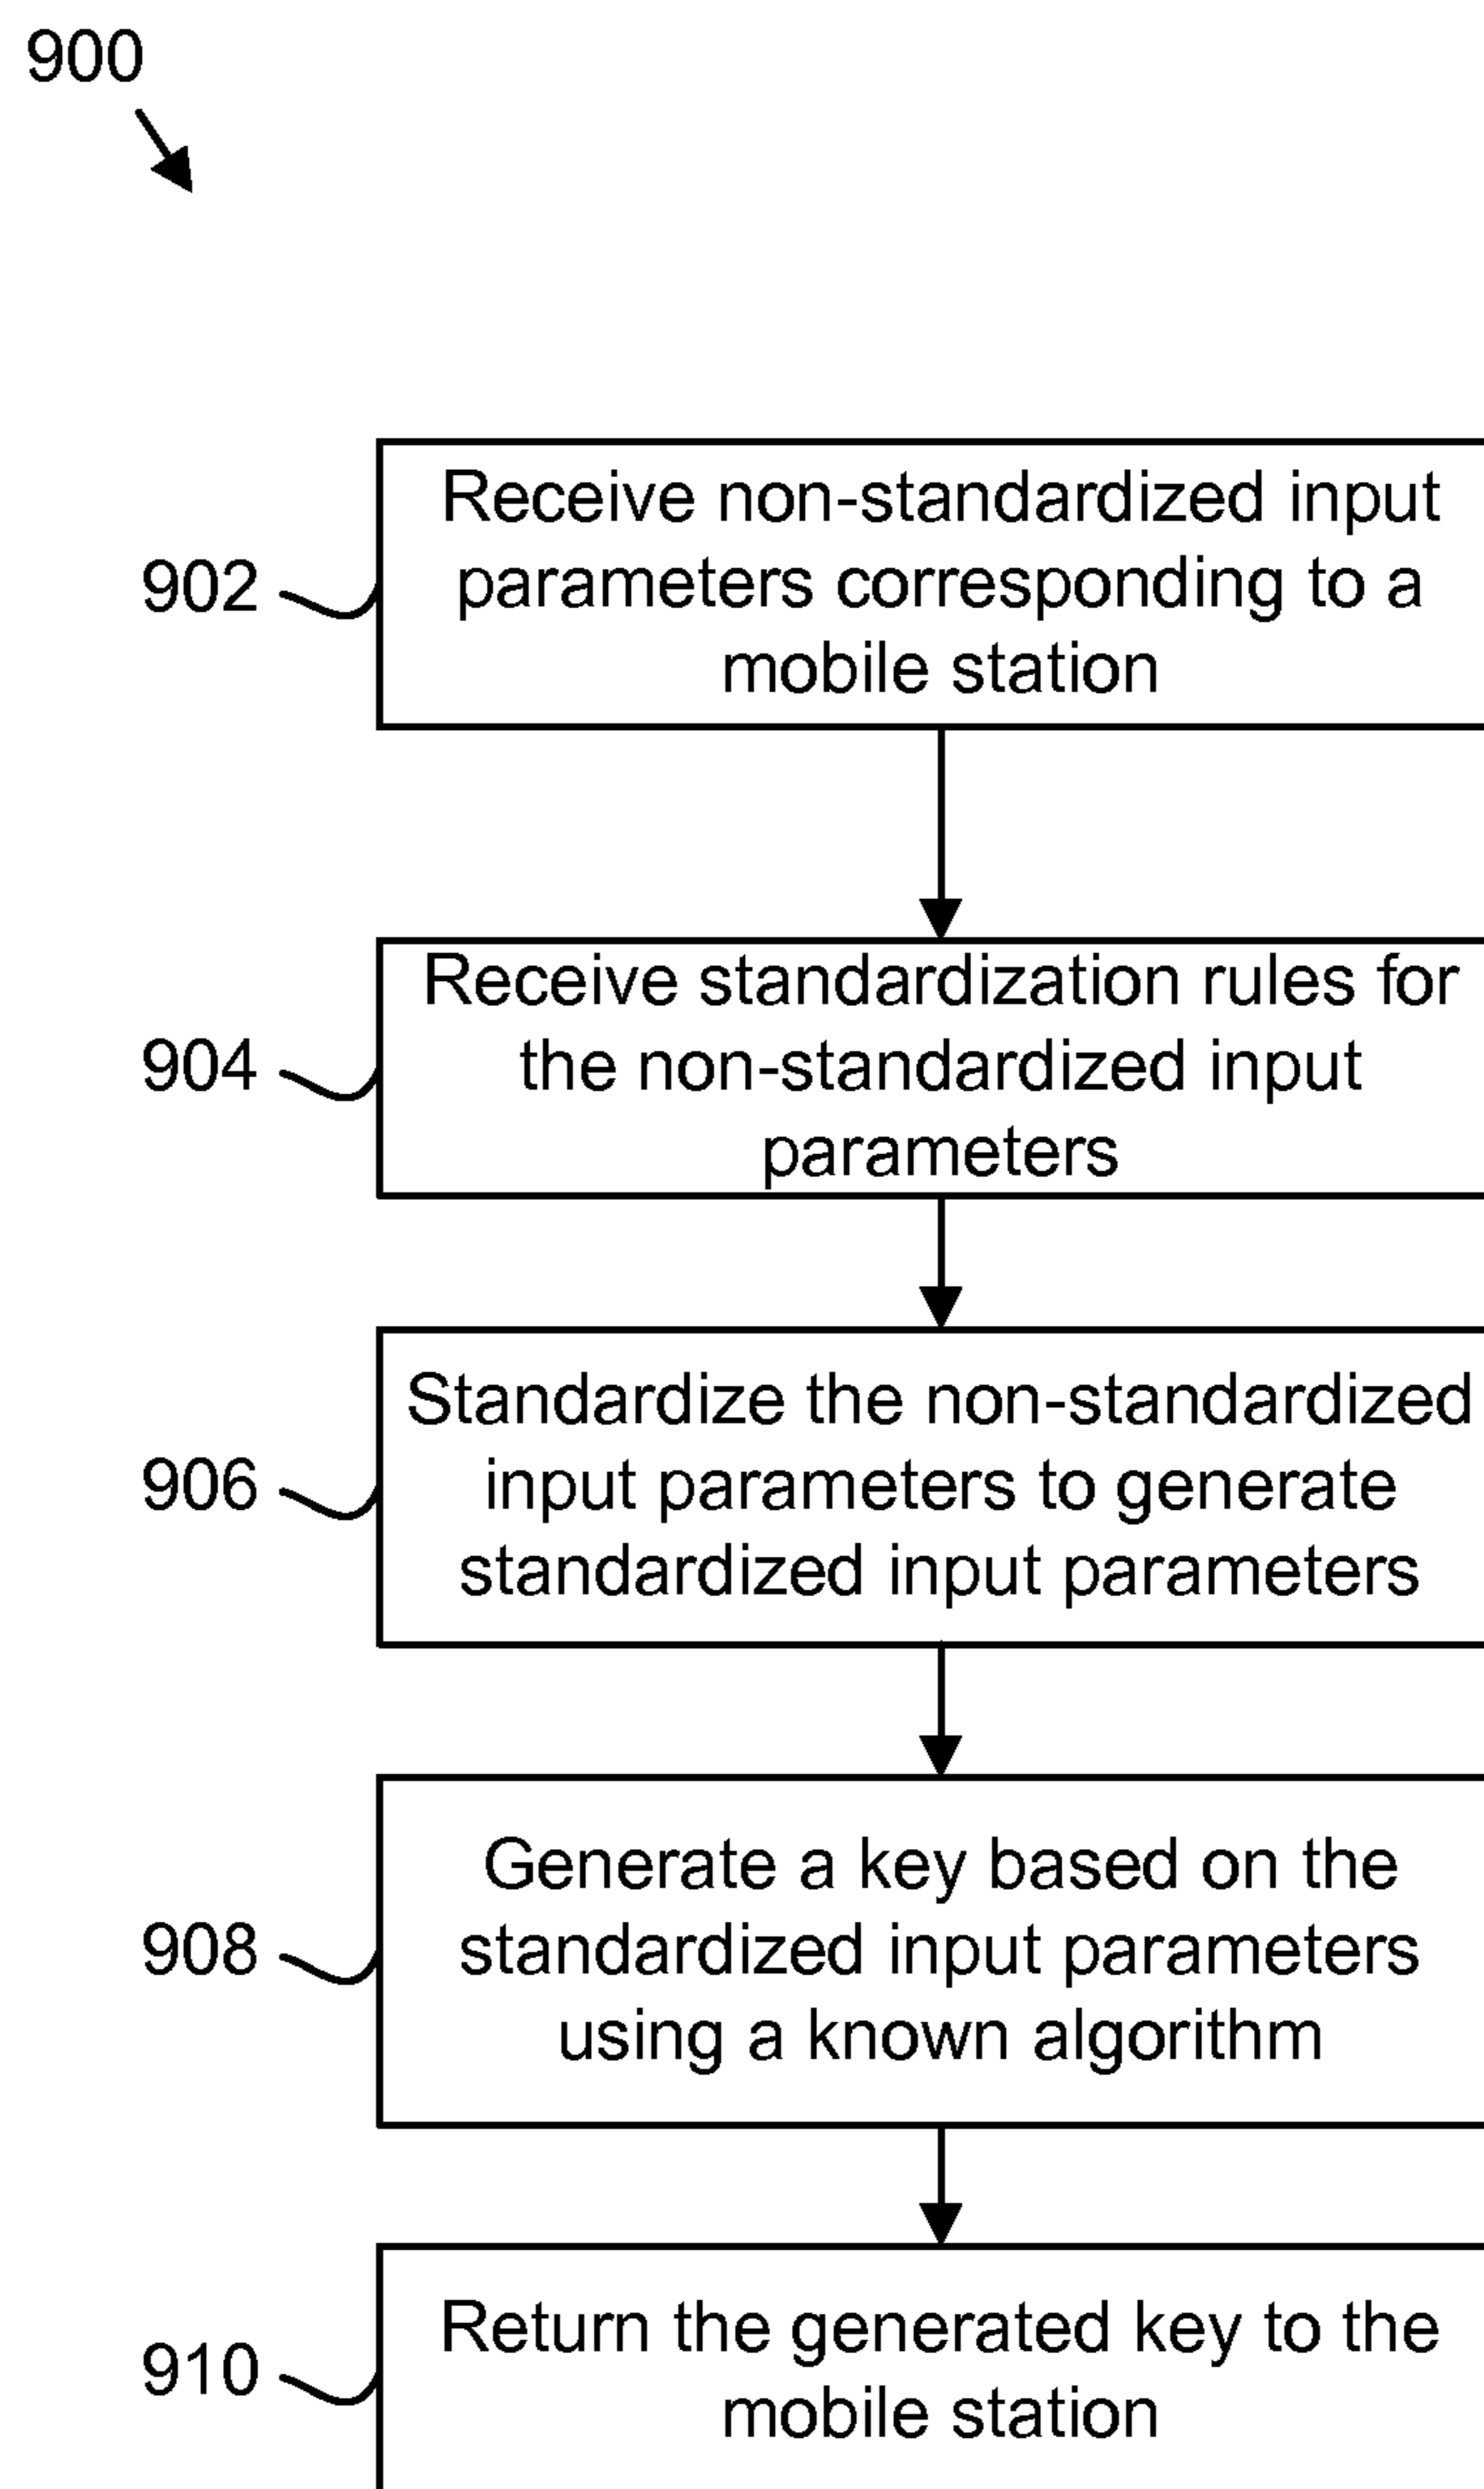 900
902
Receive non-standardized input
parameters corresponding to a
mobile station
904
Receive standardization rules for
the non-standardized input
parameters
906
Standardize the non-standardized
input parameters to generate
standardized input parameters
908
Generate a key based on the
standardized input parameters
using a known algorithm
910
Return the generated key to the
mobile station